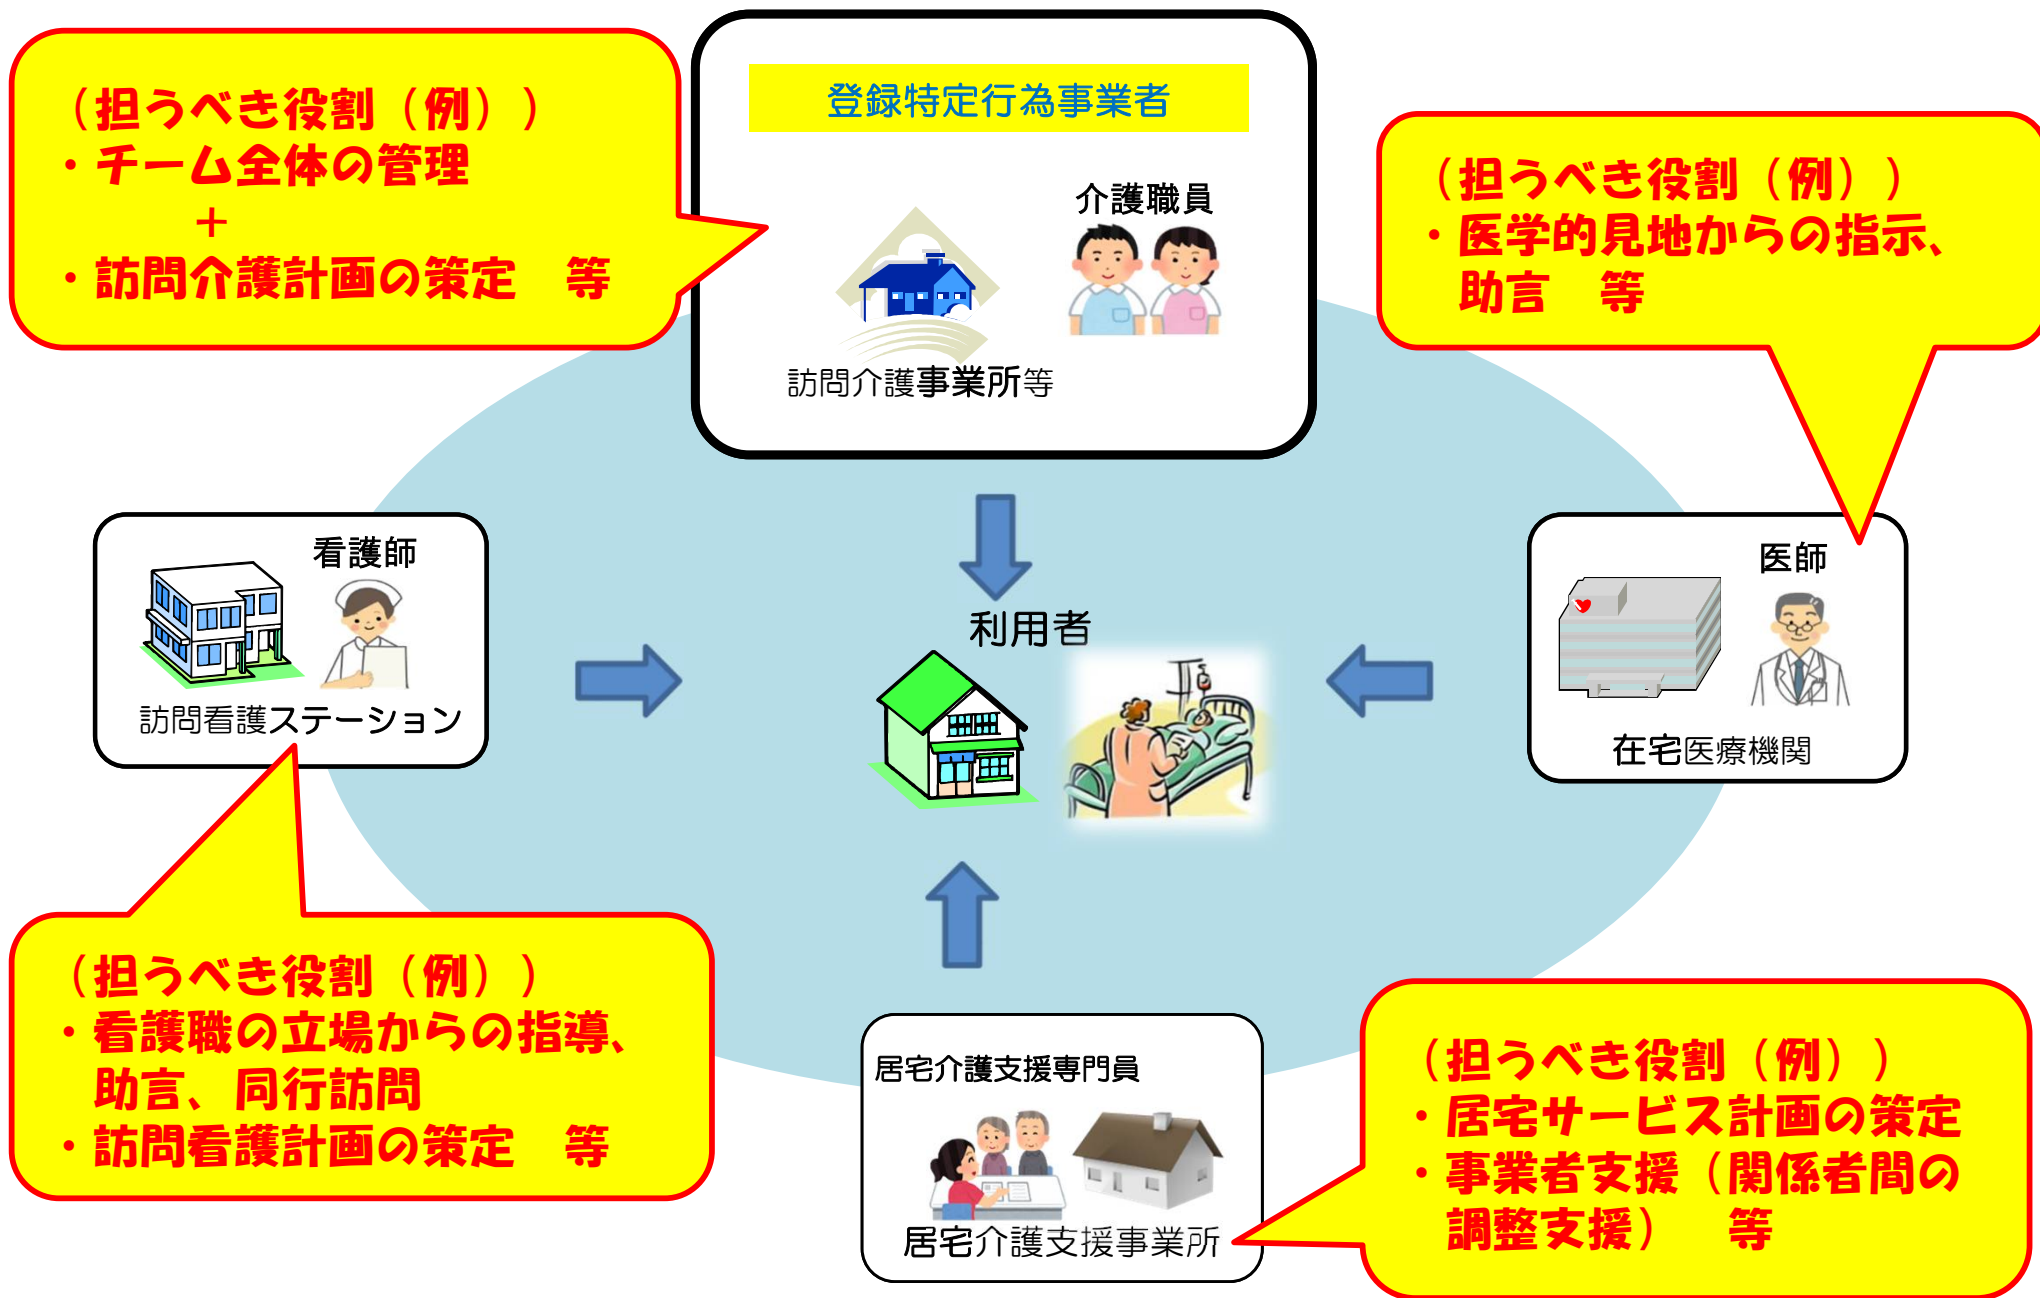 (担うべき役割(例))
・チーム全体の管理
+
・訪問介護計画の策定　等
登録特定行為事業者
介護職員
訪問介護事業所等
(担うべき役割(例))
・医学的見地からの指示、
助言　等
看護師
訪問看護ステーション
利用者
医師
在宅医療機関
(担うべき役割(例))
・看護職の立場からの指導、
助言、同行訪問
・訪問看護計画の策定　等
居宅介護支援専門員
居宅介護支援事業所
(担うべき役割(例))
・居宅サービス計画の策定
・事業者支援(関係者間の
調整支援)　等